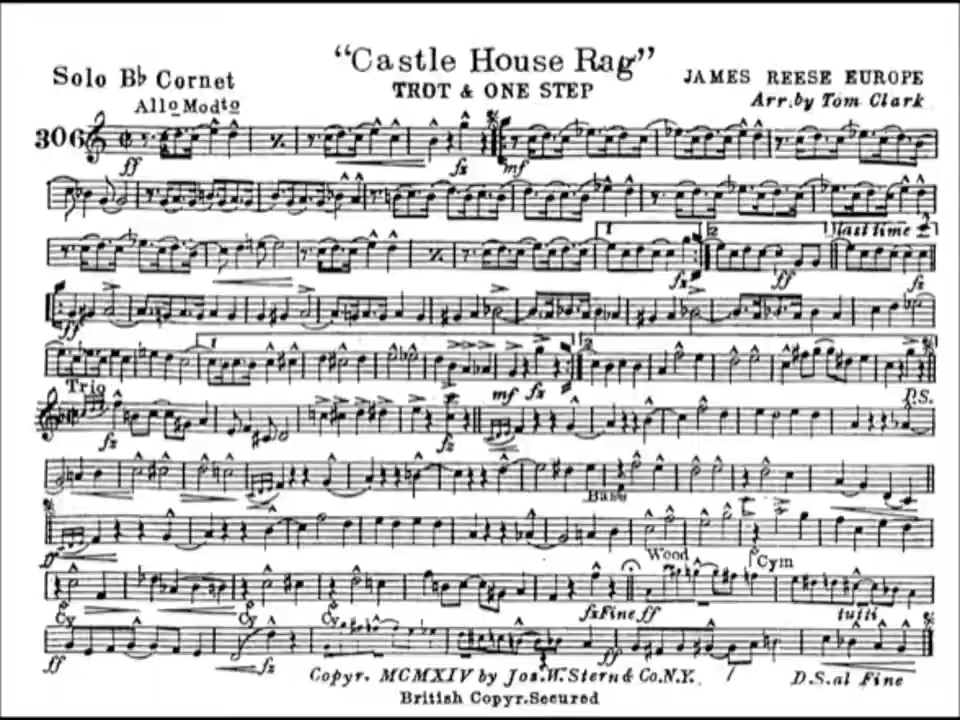 "Castle House Rag"
Solo B♭ Cornet
TROT & ONE STEP
JAMES REESE EUROPE
Arr. by Tom Clark
Allo Modto
306
ff fz mf
1 2 last time
fz ff fz
ff
1 2
mf fz D.S.
Trio
fz fz
Bass
Wood Cym
fz Fine ff tutti
Cy Cy Cy
ff fz
D.S. al Fine
Copyr. MCMXIV by Jos. W. Stern & Co. N.Y.
British Copyr. Secured